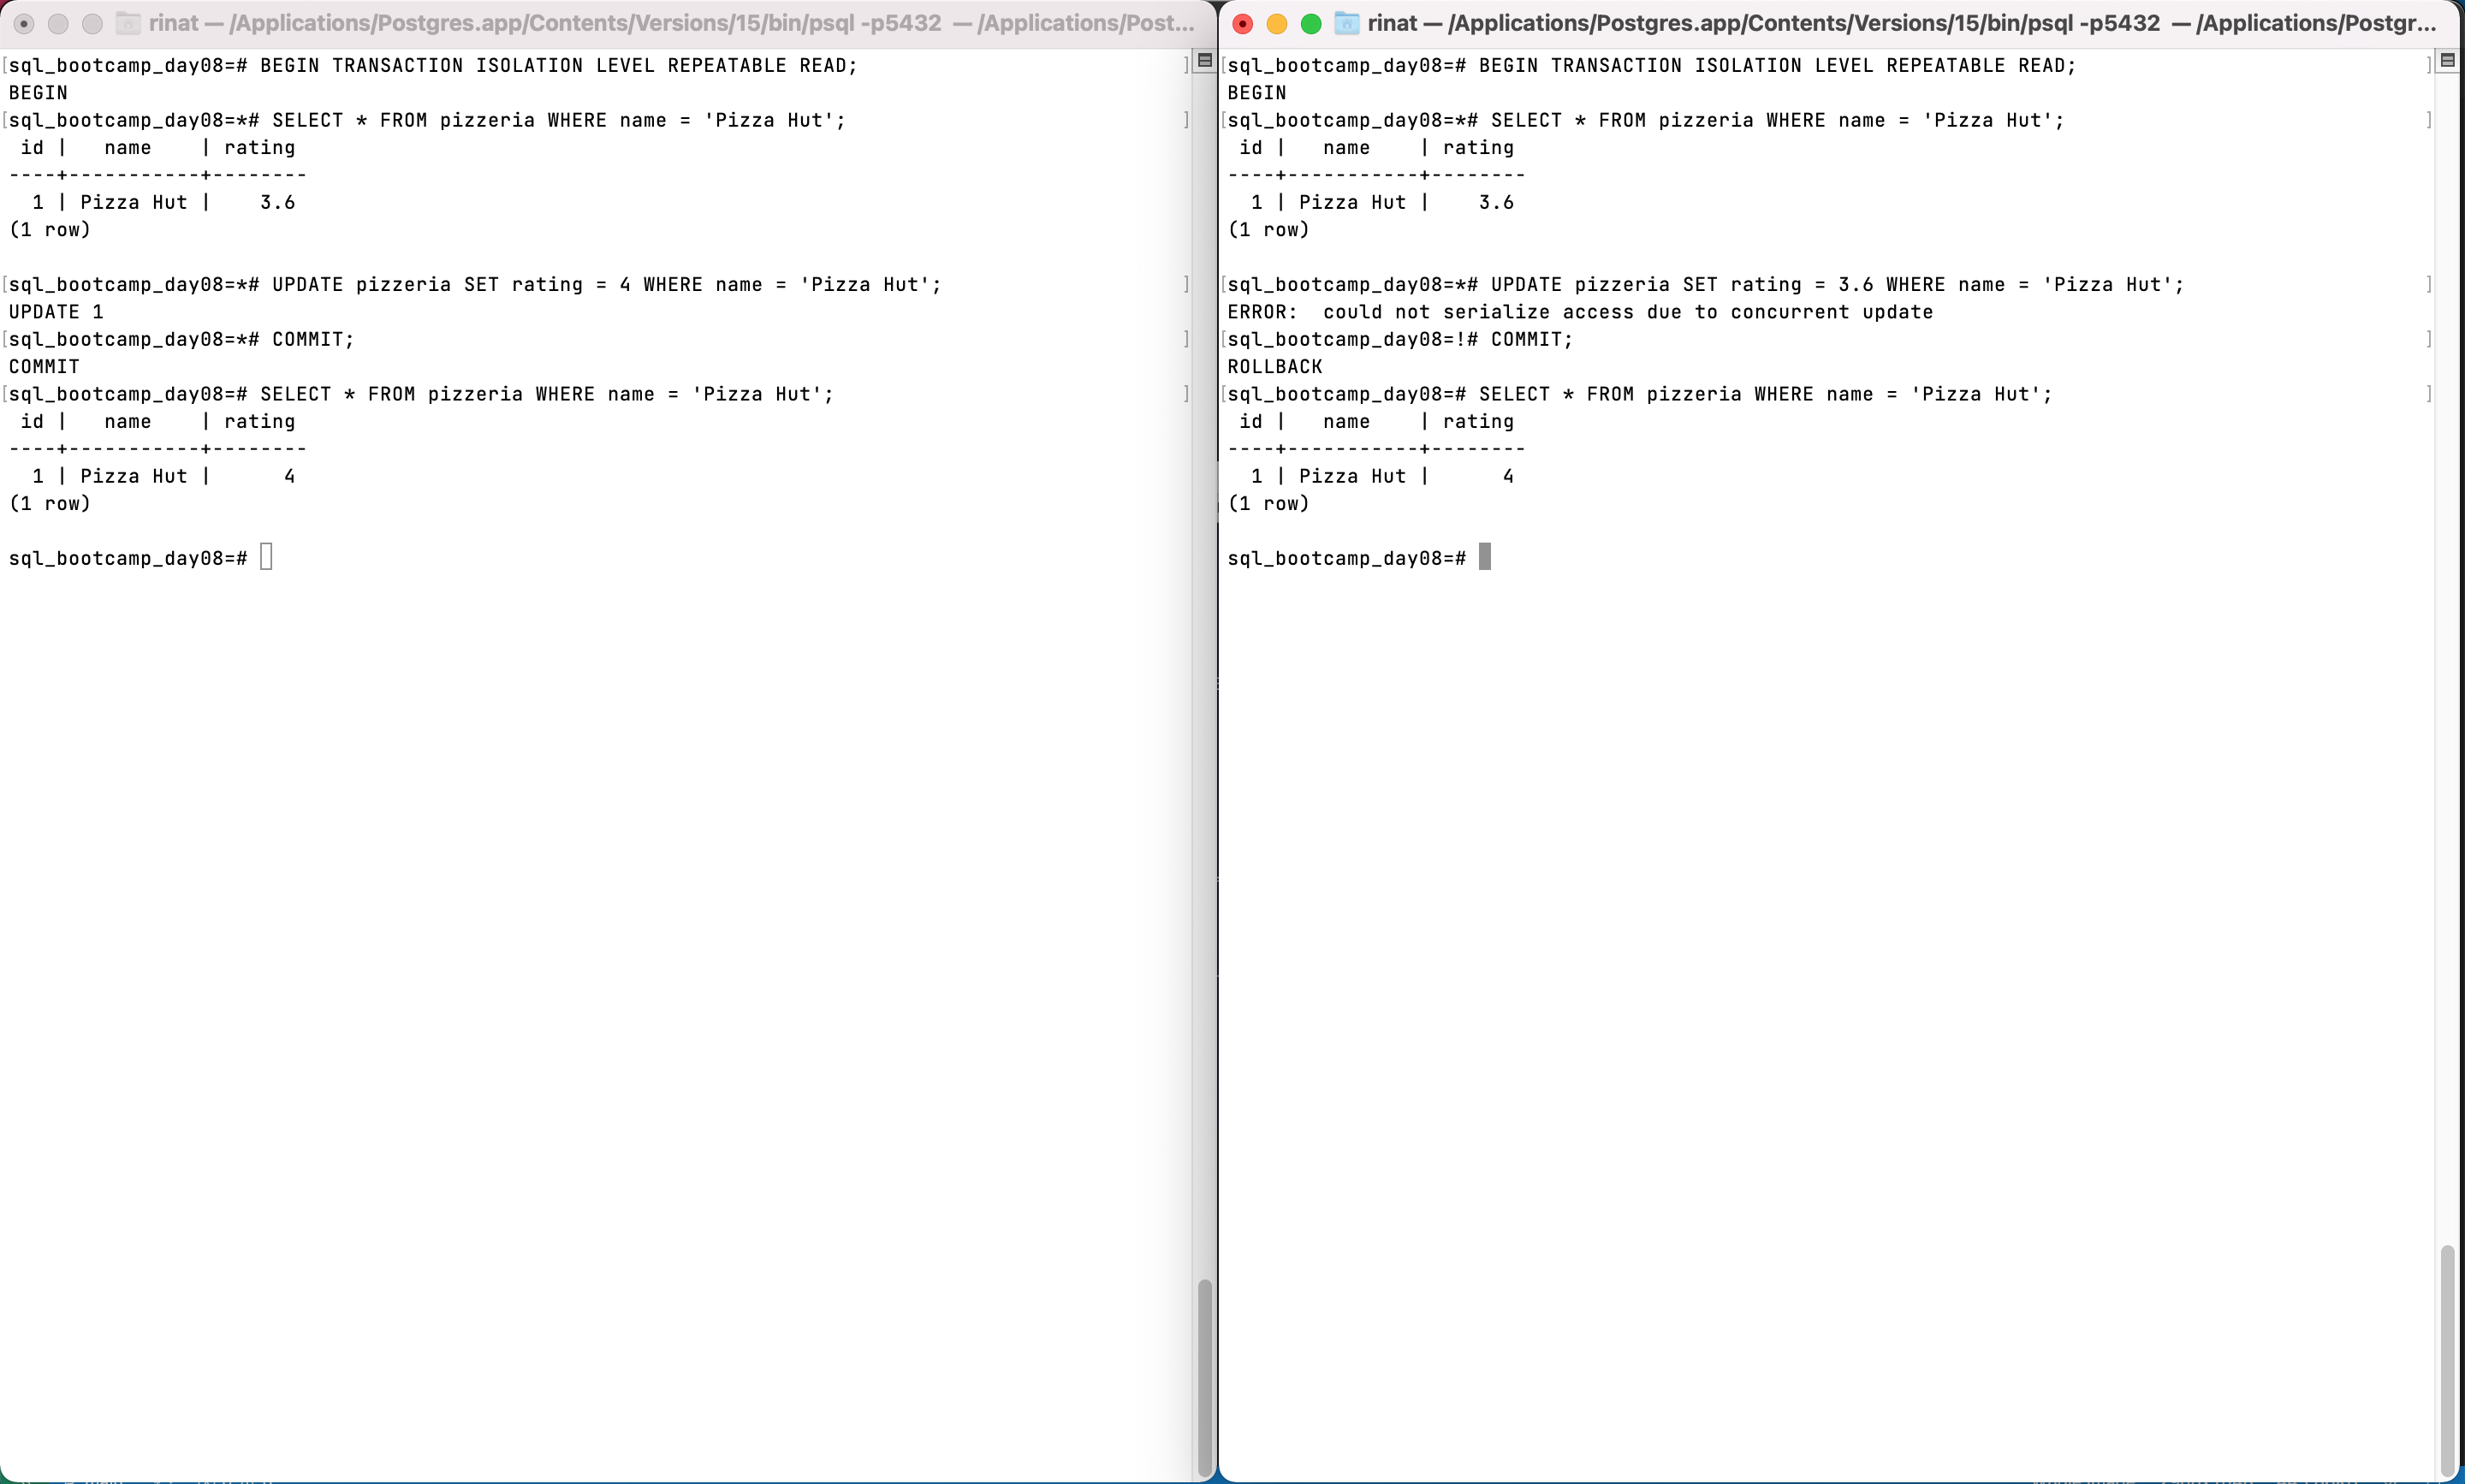 rinat — /Applications/Postgres.app/Contents/Versions/15/bin/psql -p5432 — /Applications/Post...
[sql_bootcamp_day08=# BEGIN TRANSACTION ISOLATION LEVEL REPEATABLE READ; ]
BEGIN
[sql_bootcamp_day08=*# SELECT * FROM pizzeria WHERE name = 'Pizza Hut'; ]
 id |   name    | rating
----+-----------+--------
  1 | Pizza Hut |    3.6
(1 row)
[sql_bootcamp_day08=*# UPDATE pizzeria SET rating = 4 WHERE name = 'Pizza Hut'; ]
UPDATE 1
[sql_bootcamp_day08=*# COMMIT; ]
COMMIT
[sql_bootcamp_day08=# SELECT * FROM pizzeria WHERE name = 'Pizza Hut'; ]
 id |   name    | rating
----+-----------+--------
  1 | Pizza Hut |      4
(1 row)
sql_bootcamp_day08=#
rinat — /Applications/Postgres.app/Contents/Versions/15/bin/psql -p5432 — /Applications/Postgr...
[sql_bootcamp_day08=# BEGIN TRANSACTION ISOLATION LEVEL REPEATABLE READ; ]
BEGIN
[sql_bootcamp_day08=*# SELECT * FROM pizzeria WHERE name = 'Pizza Hut'; ]
 id |   name    | rating
----+-----------+--------
  1 | Pizza Hut |    3.6
(1 row)
[sql_bootcamp_day08=*# UPDATE pizzeria SET rating = 3.6 WHERE name = 'Pizza Hut'; ]
ERROR:  could not serialize access due to concurrent update
[sql_bootcamp_day08=!# COMMIT; ]
ROLLBACK
[sql_bootcamp_day08=# SELECT * FROM pizzeria WHERE name = 'Pizza Hut'; ]
 id |   name    | rating
----+-----------+--------
  1 | Pizza Hut |      4
(1 row)
sql_bootcamp_day08=#